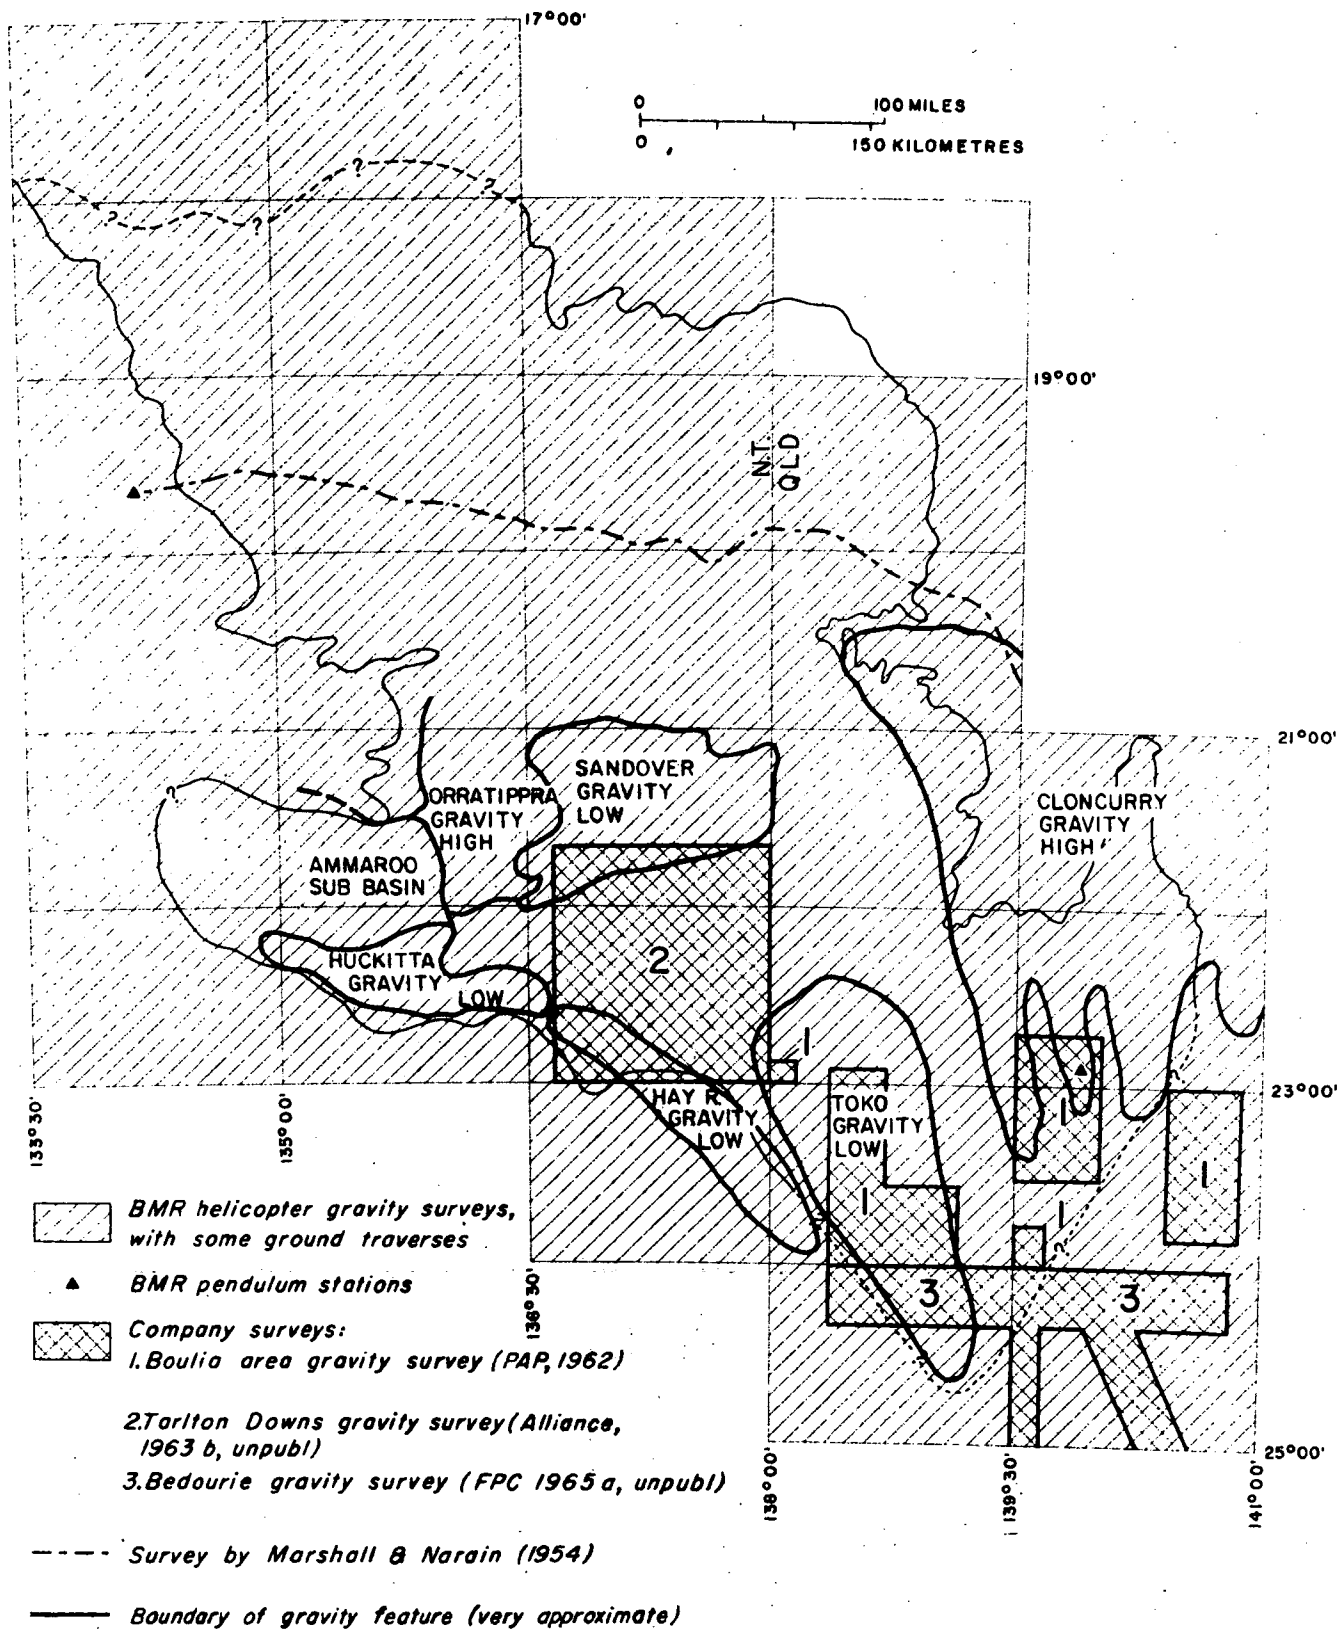 17°00'
0 100 MILES
0 150 KILOMETRES
?
?
?
?
19°00'
N.T.
QLD
21°00'
SANDOVER
GRAVITY
LOW
ORRATIPPRA
GRAVITY
HIGH
CLONCURRY
GRAVITY
HIGH
?
AMMAROO
SUB BASIN
2
HUCKITTA
GRAVITY
LOW
1
23°00'
HAY R
GRAVITY
LOW
TOKO
GRAVITY
LOW
1
?
1
133°30'
135°00'
1
1
?
3
3
136°30'
138°00'
139°30'
141°00'
25°00'
BMR helicopter gravity surveys,
with some ground traverses
BMR pendulum stations
Company surveys:
1.Boulia area gravity survey (PAP, 1962)
2.Tarlton Downs gravity survey (Alliance,
1963 b, unpubl)
3.Bedourie gravity survey (FPC 1965 a, unpubl)
Survey by Marshall & Narain (1954)
Boundary of gravity feature (very approximate)